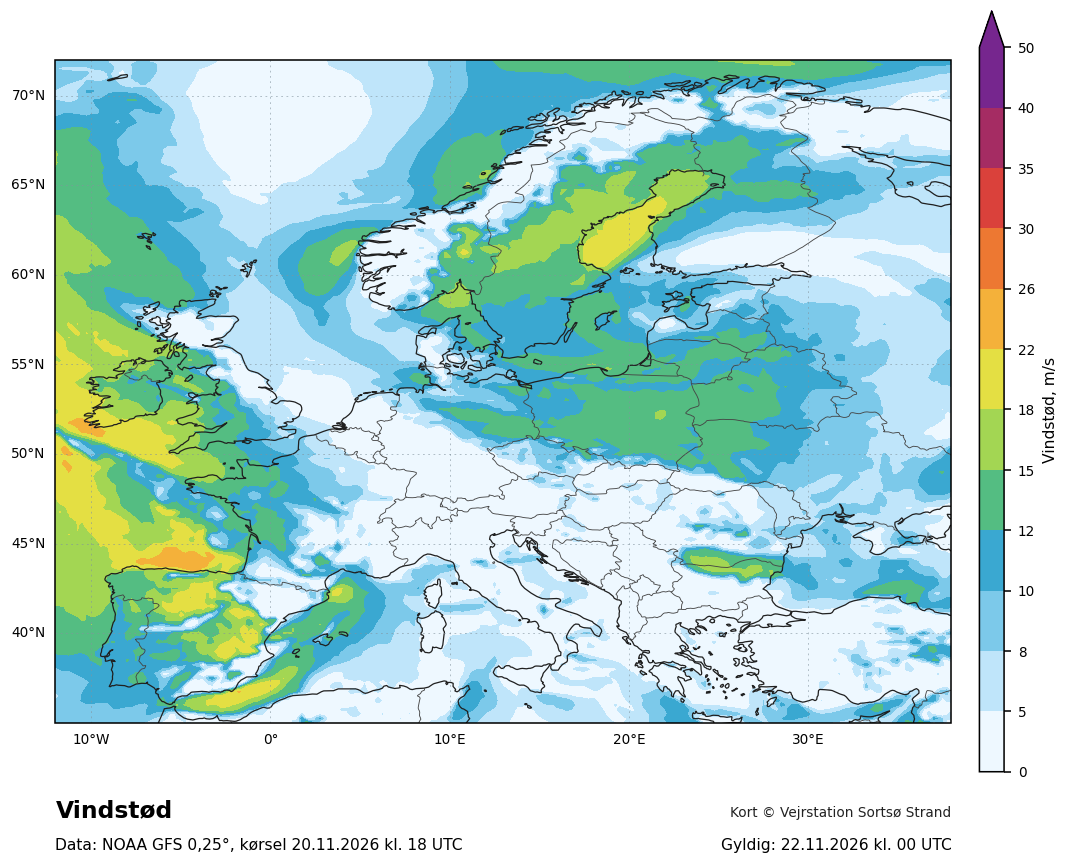 50
40
35
30
26
22
18
15
12
10
8
5
0
Vindstød, m/s
70°N
65°N
60°N
55°N
50°N
45°N
40°N
10°W
0°
10°E
20°E
30°E
Vindstød
Kort © Vejrstation Sortsø Strand
Data: NOAA GFS 0,25°, kørsel 20.11.2026 kl. 18 UTC
Gyldig: 22.11.2026 kl. 00 UTC